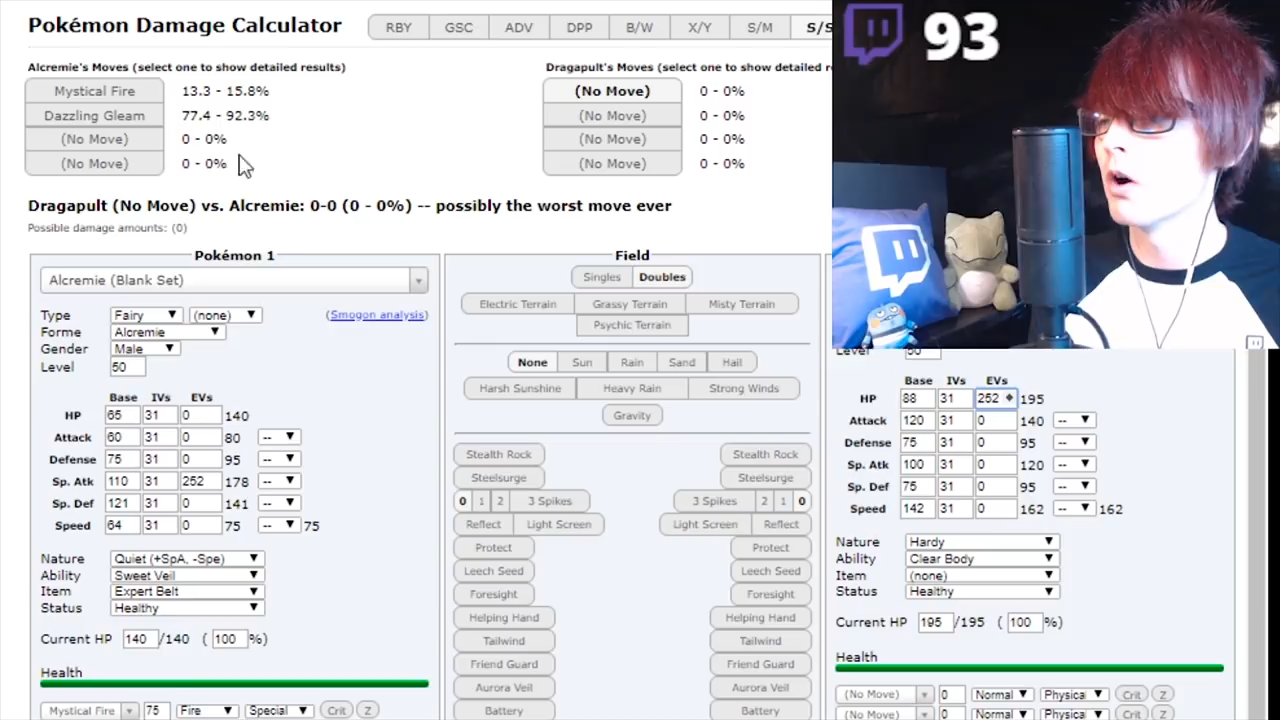 Pokémon Damage Calculator
RBY GSC ADV DPP B/W X/Y S/M S/S
93
Alcremie's Moves (select one to show detailed results)
Mystical Fire 13.3 - 15.8%
Dazzling Gleam 77.4 - 92.3%
(No Move) 0 - 0%
(No Move) 0 - 0%
Dragapult's Moves (select one to show detailed r
(No Move) 0 - 0%
(No Move) 0 - 0%
(No Move) 0 - 0%
(No Move) 0 - 0%
Dragapult (No Move) vs. Alcremie: 0-0 (0 - 0%) -- possibly the worst move ever
Possible damage amounts: (0)
Pokémon 1
Alcremie (Blank Set)
Type Fairy (none) (Smogon analysis)
Forme Alcremie
Gender Male
Level 50
Base IVs EVs
HP 65 31 0 140
Attack 60 31 0 80 --
Defense 75 31 0 95 --
Sp. Atk 110 31 252 178 --
Sp. Def 121 31 0 141 --
Speed 64 31 0 75 -- 75
Nature Quiet (+SpA, -Spe)
Ability Sweet Veil
Item Expert Belt
Status Healthy
Current HP 140 /140 ( 100 %)
Health
Mystical Fire 75 Fire Special Crit Z
Field
Singles Doubles
Electric Terrain Grassy Terrain Misty Terrain
Psychic Terrain
None Sun Rain Sand Hail
Harsh Sunshine Heavy Rain Strong Winds
Gravity
Stealth Rock Stealth Rock
Steelsurge Steelsurge
0 1 2 3 Spikes 3 Spikes 2 1 0
Reflect Light Screen Light Screen Reflect
Protect Protect
Leech Seed Leech Seed
Foresight Foresight
Helping Hand Helping Hand
Tailwind Tailwind
Friend Guard Friend Guard
Aurora Veil Aurora Veil
Battery Battery
Level 50
Base IVs EVs
HP 88 31 252 195
Attack 120 31 0 140 --
Defense 75 31 0 95 --
Sp. Atk 100 31 0 120 --
Sp. Def 75 31 0 95 --
Speed 142 31 0 162 -- 162
Nature Hardy
Ability Clear Body
Item (none)
Status Healthy
Current HP 195 /195 ( 100 %)
Health
(No Move) 0 Normal Physica Crit Z
(No Move) 0 Normal Physica Crit Z